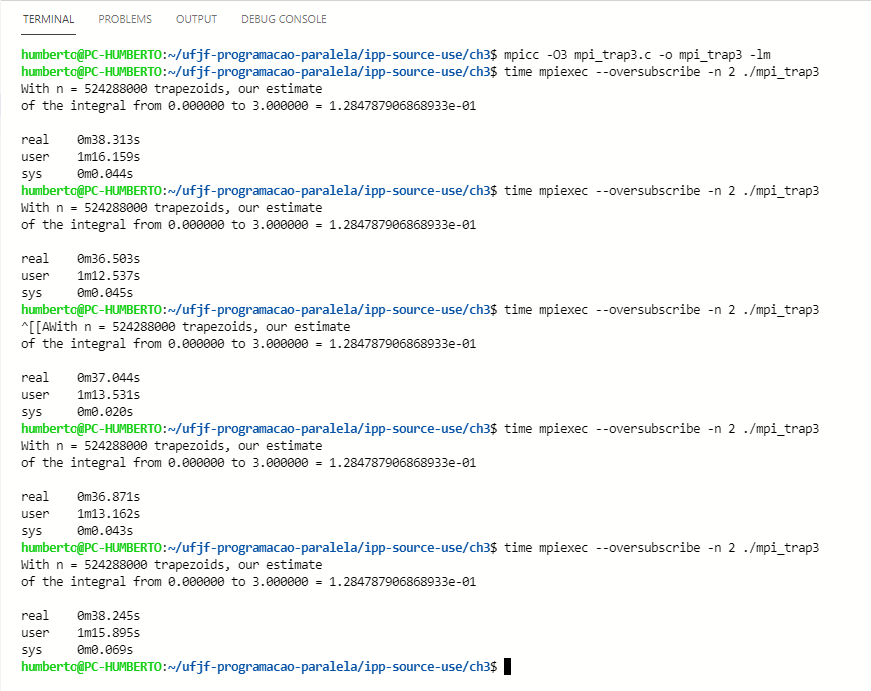 TERMINAL PROBLEMS OUTPUT DEBUG CONSOLE
humberto@PC-HUMBERTO:~/ufjf-programacao-paralela/ipp-source-use/ch3$ mpicc -O3 mpi_trap3.c -o mpi_trap3 -lm
humberto@PC-HUMBERTO:~/ufjf-programacao-paralela/ipp-source-use/ch3$ time mpiexec --oversubscribe -n 2 ./mpi_trap3
With n = 524288000 trapezoids, our estimate
of the integral from 0.000000 to 3.000000 = 1.284787906868933e-01
real 0m38.313s
user 1m16.159s
sys 0m0.044s
humberto@PC-HUMBERTO:~/ufjf-programacao-paralela/ipp-source-use/ch3$ time mpiexec --oversubscribe -n 2 ./mpi_trap3
With n = 524288000 trapezoids, our estimate
of the integral from 0.000000 to 3.000000 = 1.284787906868933e-01
real 0m36.503s
user 1m12.537s
sys 0m0.045s
humberto@PC-HUMBERTO:~/ufjf-programacao-paralela/ipp-source-use/ch3$ time mpiexec --oversubscribe -n 2 ./mpi_trap3
^[[AWith n = 524288000 trapezoids, our estimate
of the integral from 0.000000 to 3.000000 = 1.284787906868933e-01
real 0m37.044s
user 1m13.531s
sys 0m0.020s
humberto@PC-HUMBERTO:~/ufjf-programacao-paralela/ipp-source-use/ch3$ time mpiexec --oversubscribe -n 2 ./mpi_trap3
With n = 524288000 trapezoids, our estimate
of the integral from 0.000000 to 3.000000 = 1.284787906868933e-01
real 0m36.871s
user 1m13.162s
sys 0m0.043s
humberto@PC-HUMBERTO:~/ufjf-programacao-paralela/ipp-source-use/ch3$ time mpiexec --oversubscribe -n 2 ./mpi_trap3
With n = 524288000 trapezoids, our estimate
of the integral from 0.000000 to 3.000000 = 1.284787906868933e-01
real 0m38.245s
user 1m15.895s
sys 0m0.069s
humberto@PC-HUMBERTO:~/ufjf-programacao-paralela/ipp-source-use/ch3$